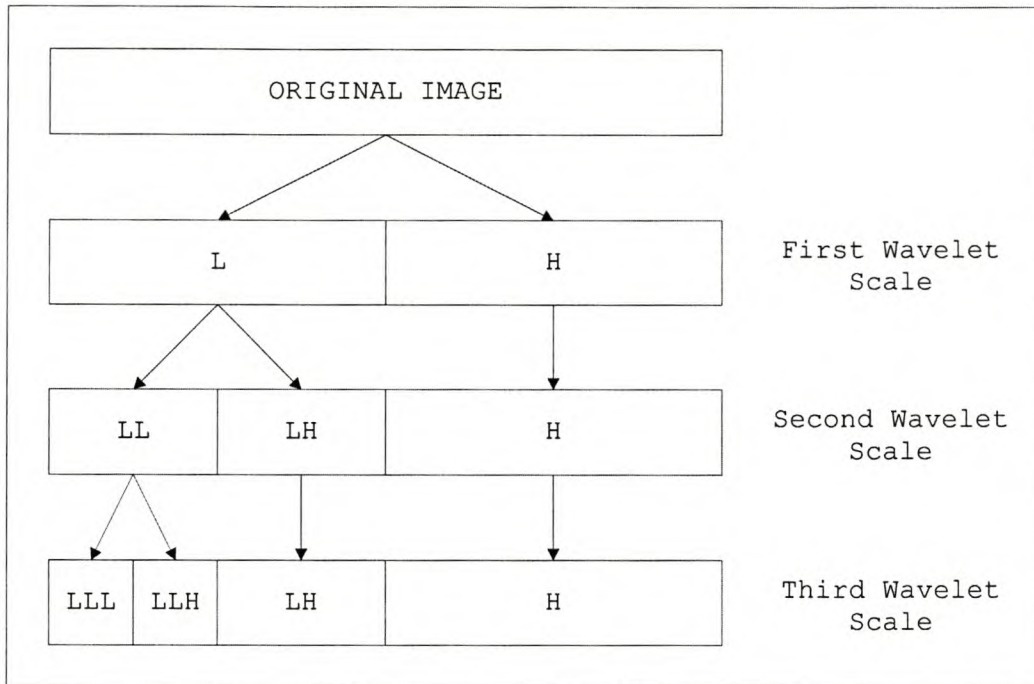 ORIGINAL IMAGE
L
H
First Wavelet
Scale
LL
LH
H
Second Wavelet
Scale
LLL
LLH
LH
H
Third Wavelet
Scale